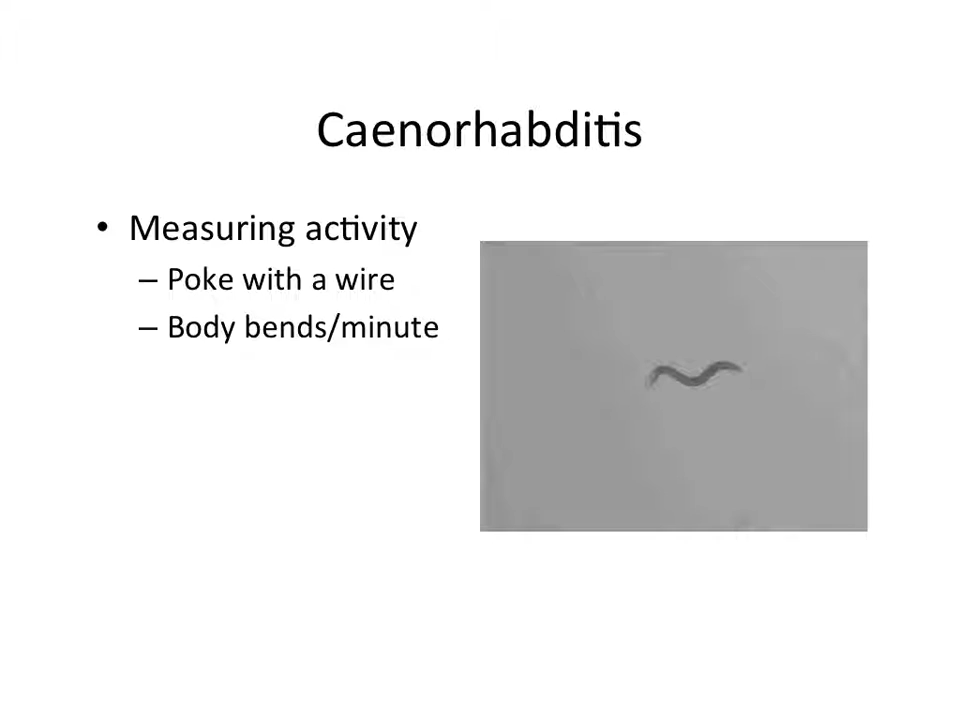 Caenorhabditis
• Measuring activity
– Poke with a wire
– Body bends/minute